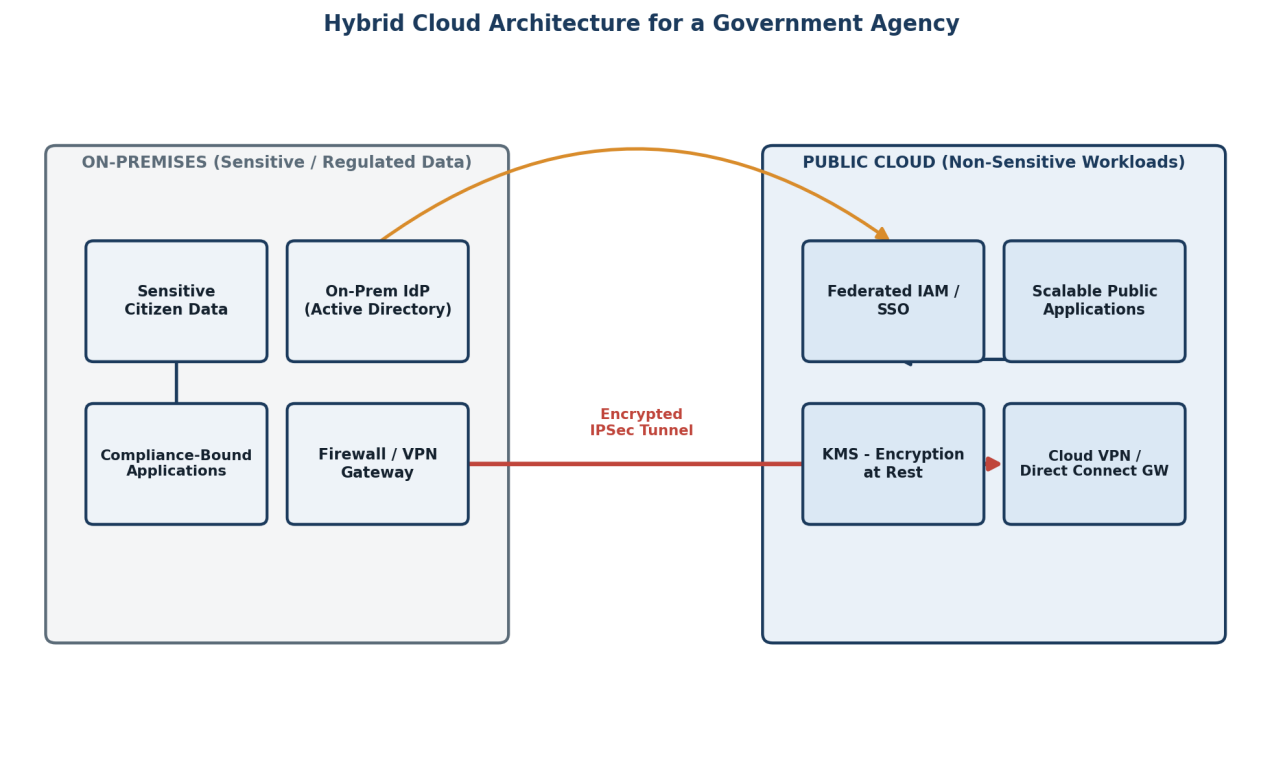 Hybrid Cloud Architecture for a Government Agency
ON-PREMISES (Sensitive / Regulated Data)
Sensitive
Citizen Data
On-Prem IdP
(Active Directory)
Compliance-Bound
Applications
Firewall / VPN
Gateway
Encrypted
IPSec Tunnel
PUBLIC CLOUD (Non-Sensitive Workloads)
Federated IAM /
SSO
Scalable Public
Applications
KMS - Encryption
at Rest
Cloud VPN /
Direct Connect GW